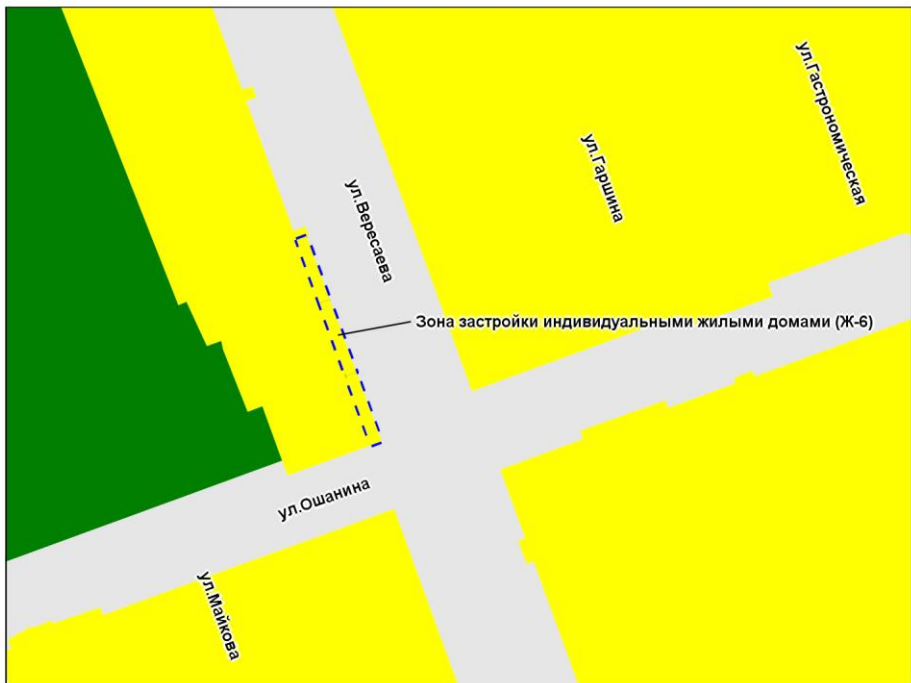 ул.Гастрономическая
ул.Гаршина
ул.Вересаева
Зона застройки индивидуальными жилыми домами (Ж-6)
ул.Ошанина
ул.Майкова